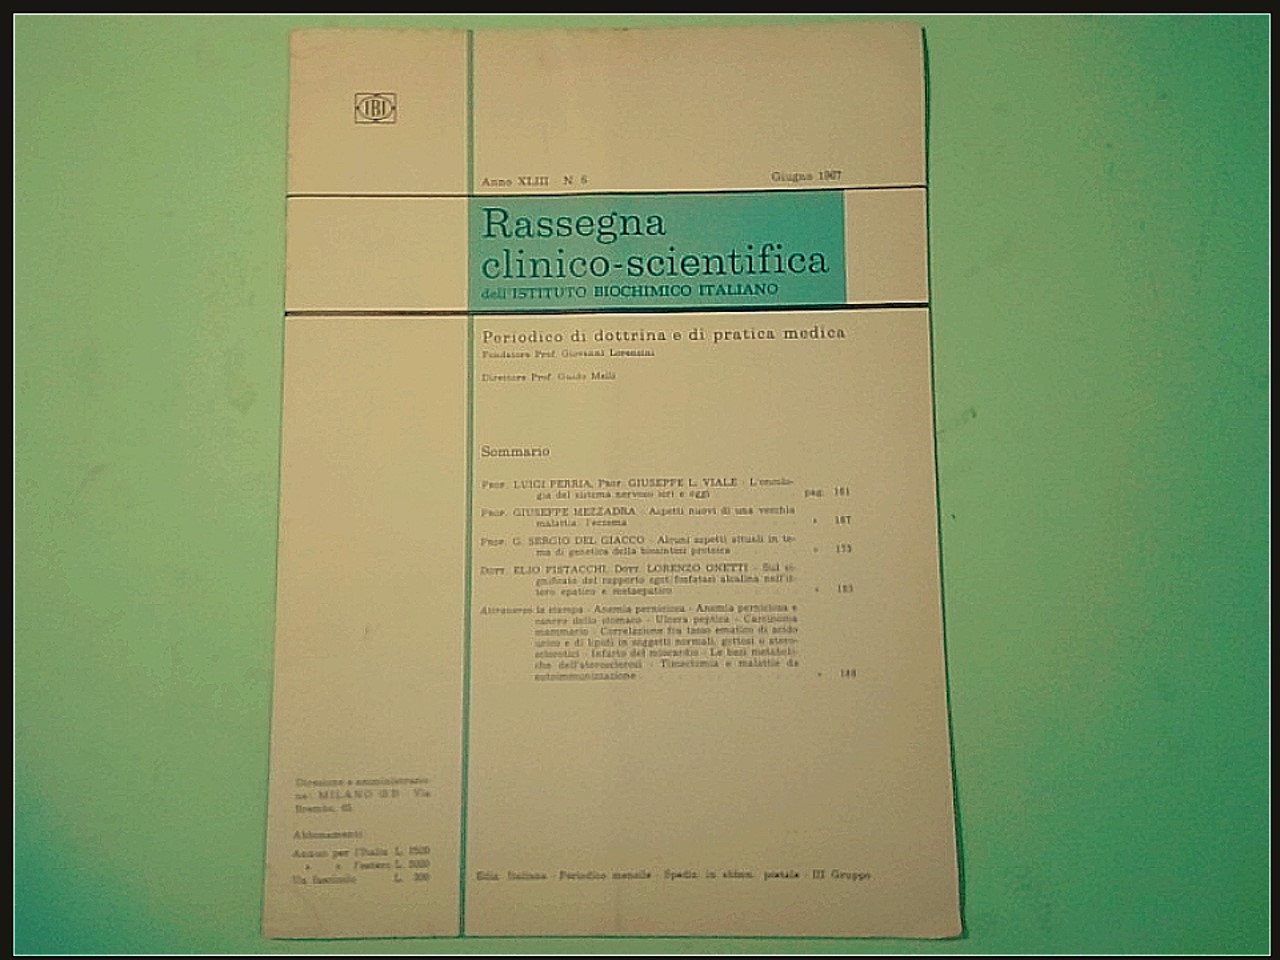 IBI
Anno XLIII N. 6
Giugno 1967
Rassegna
clinico-scientifica
dell'ISTITUTO BIOCHIMICO ITALIANO
Periodico di dottrina e di pratica medica
Fondatore Prof. Giovanni Lorenzini
Direttore Prof. Guido Melli
Sommario
Prof. LUIGI FERRIA, Prof. GIUSEPPE L. VIALE - L'oncolo-
gia del sistema nervoso ieri e oggi pag. 161
Prof. GIUSEPPE MEZZADRA - Aspetti nuovi di una vecchia
malattia: l'eczema » 167
Prof. G. SERGIO DEL GIACCO - Alcuni aspetti attuali in te-
ma di genetica della biosintesi proteica »
Dott. ELIO PISTACCHI, Dott. LORENZO ONETTI - Sul si-
gnificato del rapporto sgot/fosfatasi alcalina nell'it-
tero epatico e metaepatico » 183
Attraverso la stampa - Anemia perniciosa - Anemia perniciosa e
cancro dello stomaco - Ulcera peptica - Carcinoma
mammario - Correlazione fra tasso ematico di acido
urico e di lipidi in soggetti normali, gottosi o atero-
sclerotici - Infarto del miocardio - Le basi metaboli-
che dell'aterosclerosi - Timectomia e malattie da
autoimmunizzazione » 188
Direzione e amministrazio-
ne: MILANO Via
Brembo, 65
Abbonamenti:
Annuo per l'Italia L.
» » l'estero L.
Un fascicolo L. 300
Ediz. Italiana - Periodico mensile - Spediz. in abbon. postale - III Gruppo